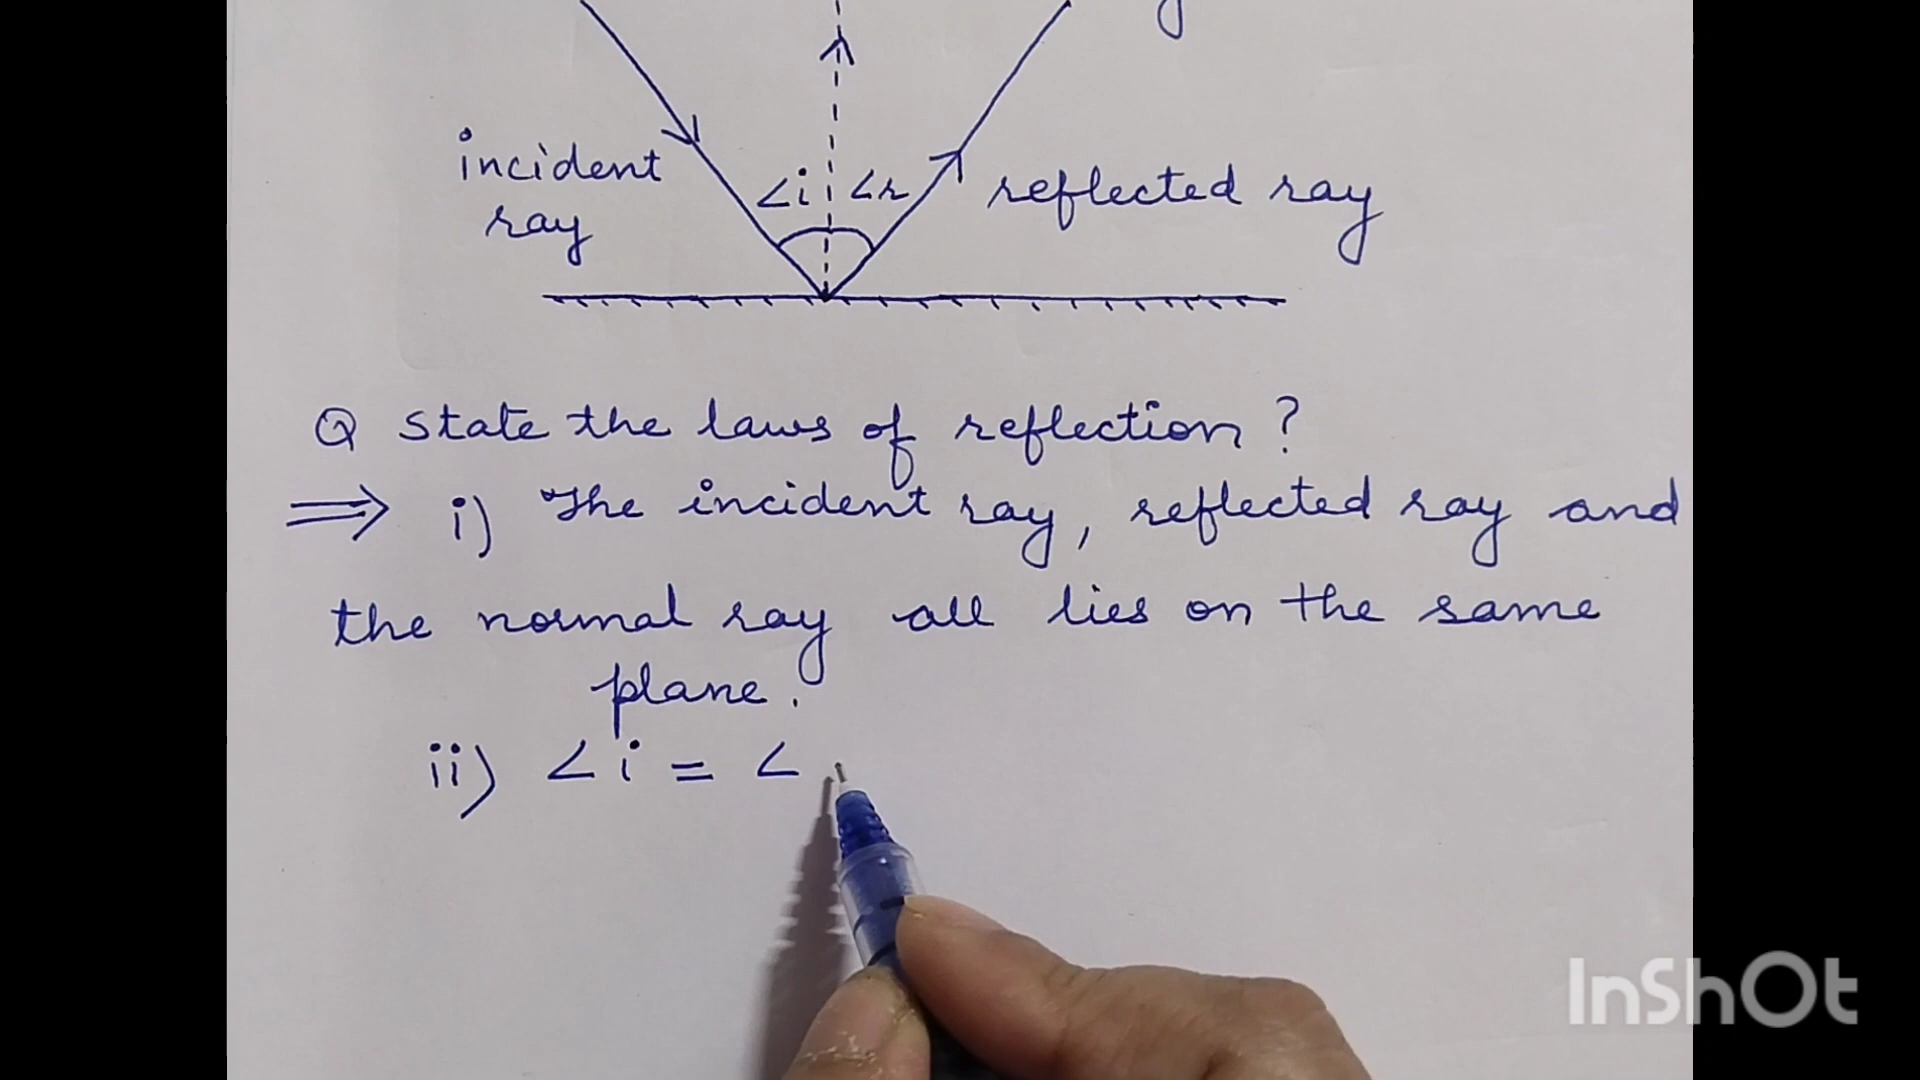 incident
ray
∠i
∠r
reflected ray
Q state the laws of reflection?
⇒ i) The incident ray, reflected ray and
the normal ray all lies on the same
plane.
ii) ∠i = ∠
InShOt